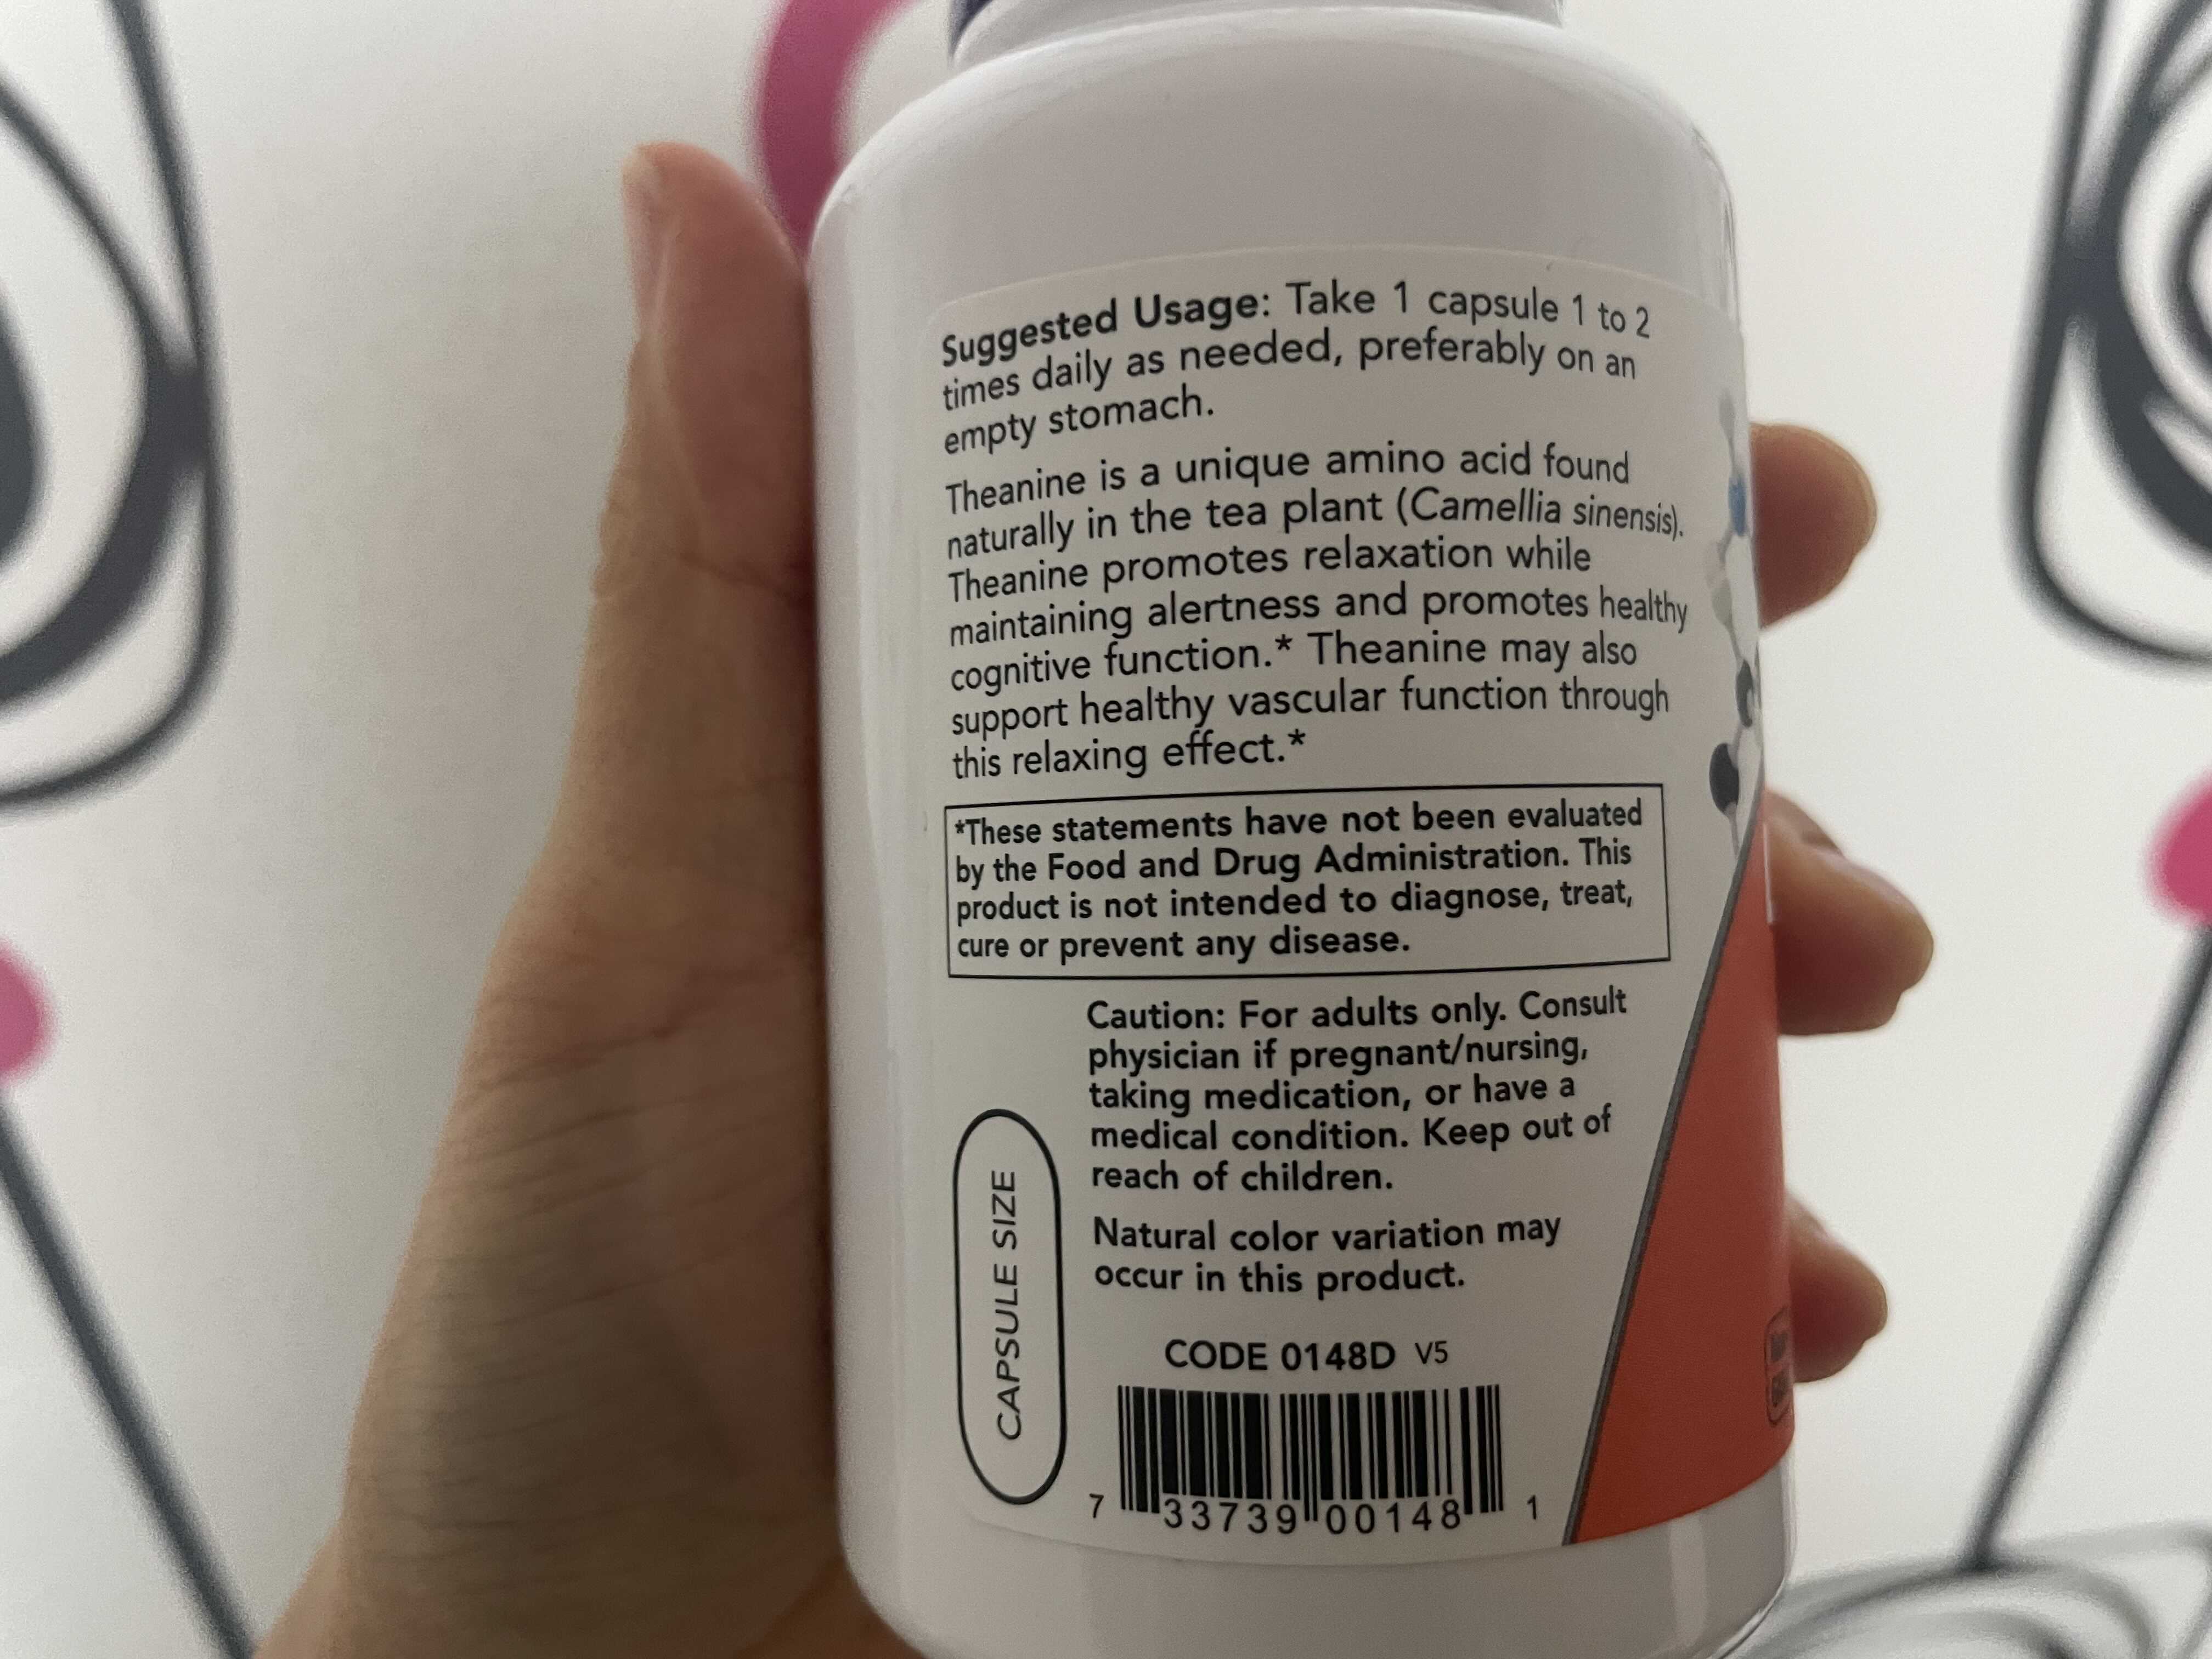 Suggested Usage: Take 1 capsule 1 to 2
times daily as needed, preferably on an
empty stomach.
Theanine is a unique amino acid found
naturally in the tea plant (Camellia sinensis).
Theanine promotes relaxation while
maintaining alertness and promotes healthy
cognitive function.* Theanine may also
support healthy vascular function through
this relaxing effect.*
*These statements have not been evaluated
by the Food and Drug Administration. This
product is not intended to diagnose, treat,
cure or prevent any disease.
Caution: For adults only. Consult
physician if pregnant/nursing,
taking medication, or have a
medical condition. Keep out of
reach of children.
Natural color variation may
occur in this product.
CAPSULE SIZE
CODE 0148D V5
7 33739 00148 1